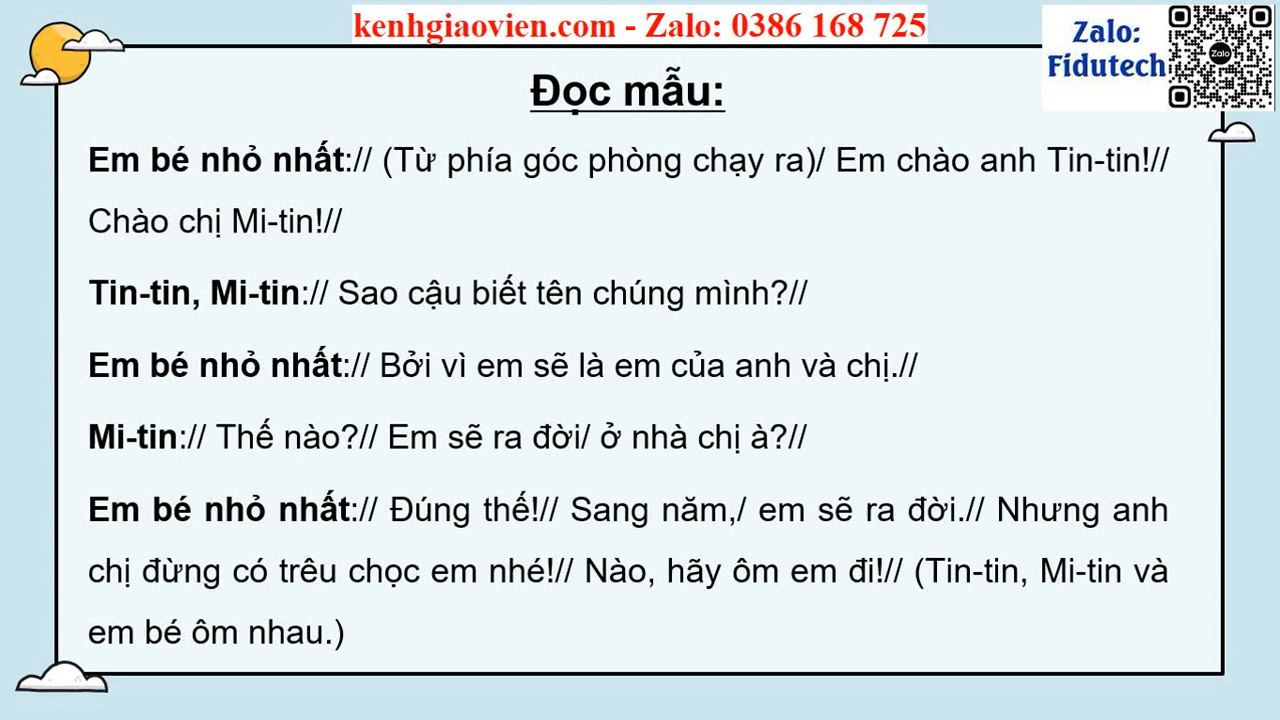 kenhgiaovien.com - Zalo: 0386 168 725
Zalo:
Fidutech
Zalo
Đọc mẫu:
Em bé nhỏ nhất:// (Từ phía góc phòng chạy ra)/ Em chào anh Tin-tin!//
Chào chị Mi-tin!//
Tin-tin, Mi-tin:// Sao cậu biết tên chúng mình?//
Em bé nhỏ nhất:// Bởi vì em sẽ là em của anh và chị.//
Mi-tin:// Thế nào?// Em sẽ ra đời/ ở nhà chị à?//
Em bé nhỏ nhất:// Đúng thế!// Sang năm,/ em sẽ ra đời.// Nhưng anh
chị đừng có trêu chọc em nhé!// Nào, hãy ôm em đi!// (Tin-tin, Mi-tin và
em bé ôm nhau.)